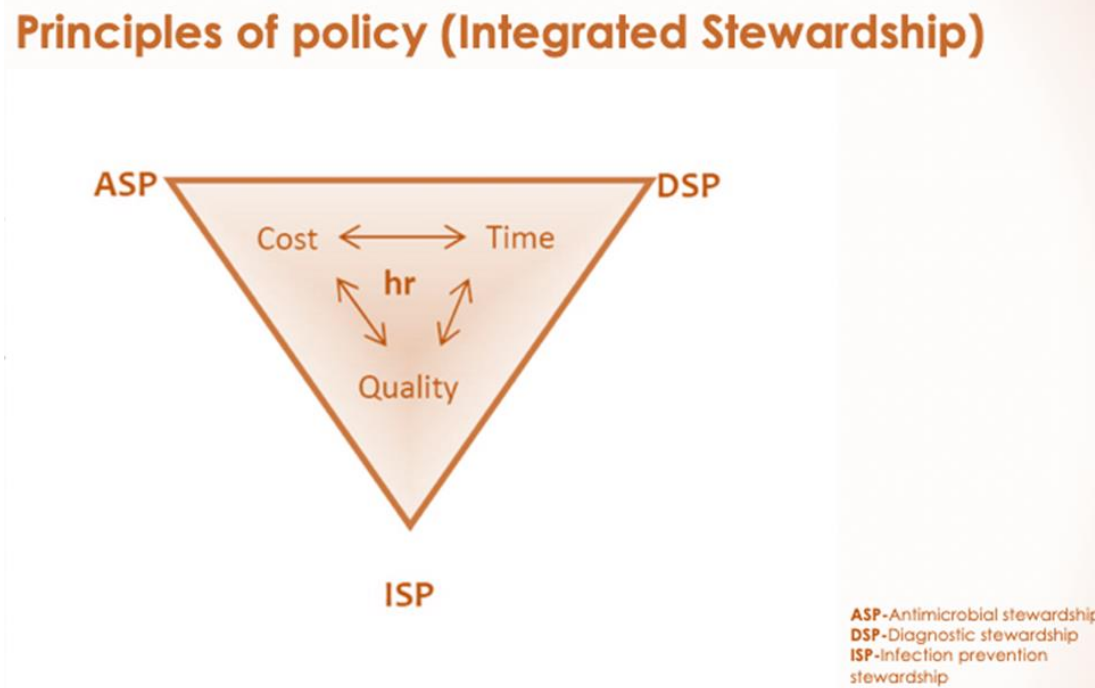 Principles of policy (Integrated Stewardship)
ASP
DSP
Cost
Time
hr
Quality
ISP
ASP-Antimicrobial stewardship
DSP-Diagnostic stewardship
ISP-Infection prevention
stewardship